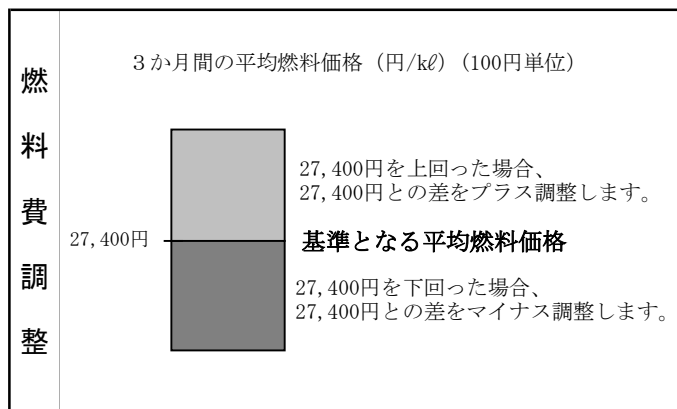 燃料費調整
３か月間の平均燃料価格（円/kℓ）(100円単位）
27,400円を上回った場合、
27,400円との差をプラス調整します。
27,400円
基準となる平均燃料価格
27,400円を下回った場合、
27,400円との差をマイナス調整します。